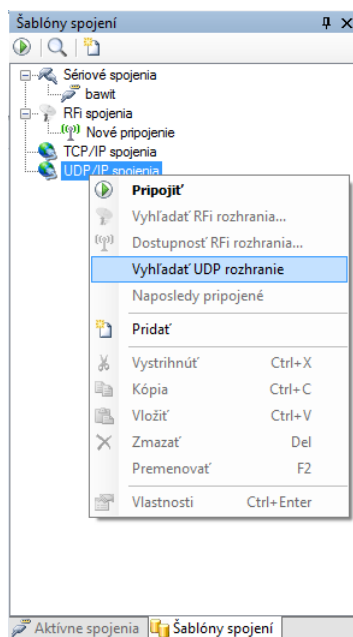 Šablóny spojení
Sériové spojenia
bawit
RFi spojenia
Nové pripojenie
TCP/IP spojenia
UDP/IP spojenia
Pripojiť
Vyhľadať RFi rozhrania...
Dostupnosť RFi rozhrania...
Vyhľadať UDP rozhranie
Naposledy pripojené
Pridať
Vystrihnúť Ctrl+X
Kópia Ctrl+C
Vložiť Ctrl+V
Zmazať Del
Premenovať F2
Vlastnosti Ctrl+Enter
Aktívne spojenia Šablóny spojení